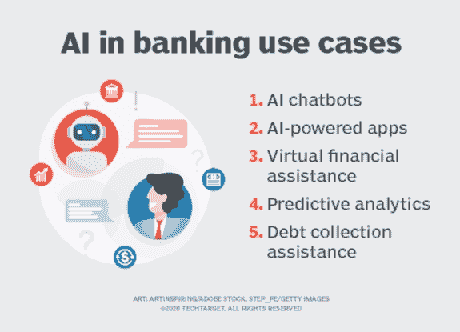 AI in banking use cases
1. AI chatbots
2. AI-powered apps
3. Virtual financial
assistance
4. Predictive analytics
5. Debt collection
assistance
ART: ARTINSPIRING/ADOBE STOCK, STEP_PE/GETTY IMAGES
©2020 TECHTARGET. ALL RIGHTS RESERVED